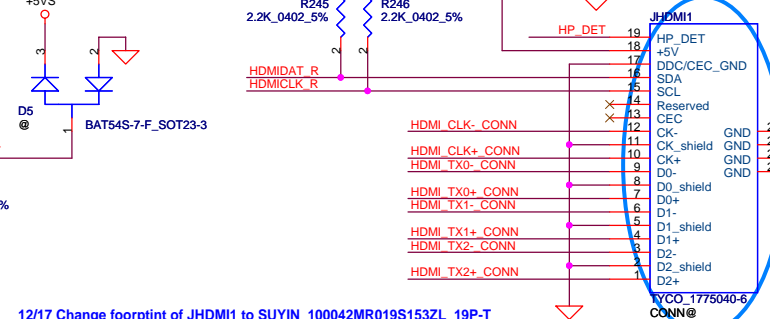 +5VS
R245
2.2K_0402_5%
R246
2.2K_0402_5%
JHDMI1
3
2
2
2
HP_DET
19
HP_DET
18
+5V
17
DDC/CEC_GND
HDMIDAT_R
16
SDA
HDMICLK_R
15
SCL
14
Reserved
13
CEC
D5
@
1
BAT54S-7-F_SOT23-3
HDMI_CLK-_CONN
12
CK-
GND
11
CK_shield
GND
HDMI_CLK+_CONN
10
CK+
GND
HDMI_TX0-_CONN
9
D0-
GND
8
D0_shield
HDMI_TX0+_CONN
7
D0+
HDMI_TX1-_CONN
6
D1-
5
D1_shield
HDMI_TX1+_CONN
4
D1+
HDMI_TX2-_CONN
3
D2-
2
D2_shield
HDMI_TX2+_CONN
1
D2+
%
TYCO_1775040-6
CONN@
12/17 Change foorptint of JHDMI1 to SUYIN_100042MR019S153ZL_19P-T